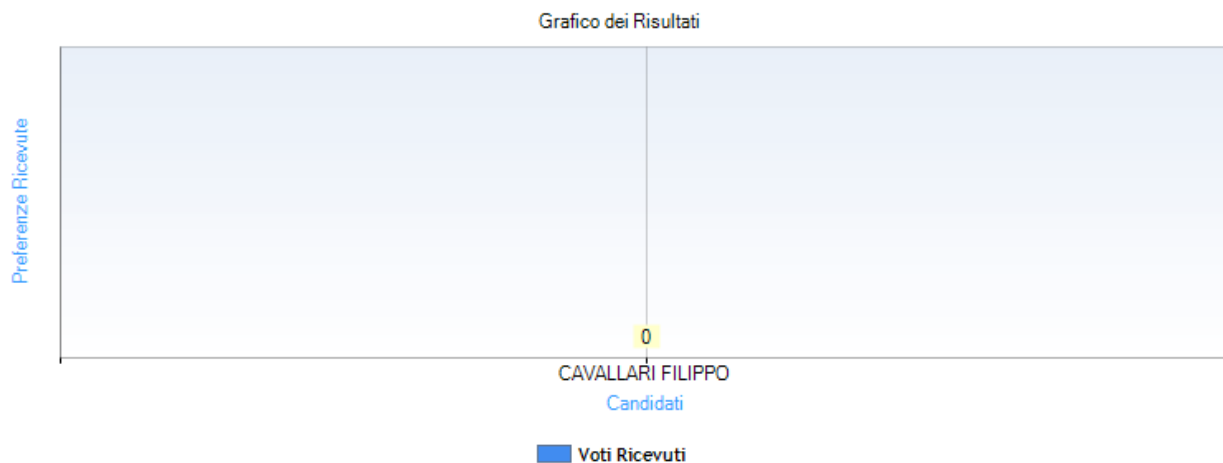 Grafico dei Risultati
Preferenze Ricevute
0
CAVALLARI FILIPPO
Candidati
Voti Ricevuti